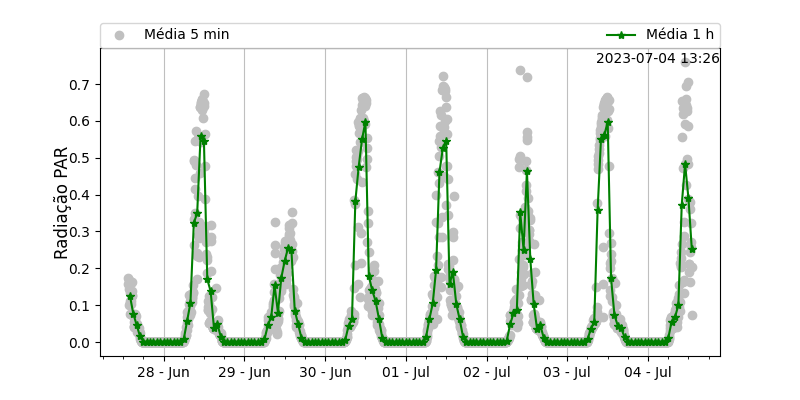 Média 5 min
Média 1 h
2023-07-04 13:26
0.7
0.6
0.5
0.4
0.3
0.2
0.1
0.0
Radiação PAR
28 - Jun
29 - Jun
30 - Jun
01 - Jul
02 - Jul
03 - Jul
04 - Jul